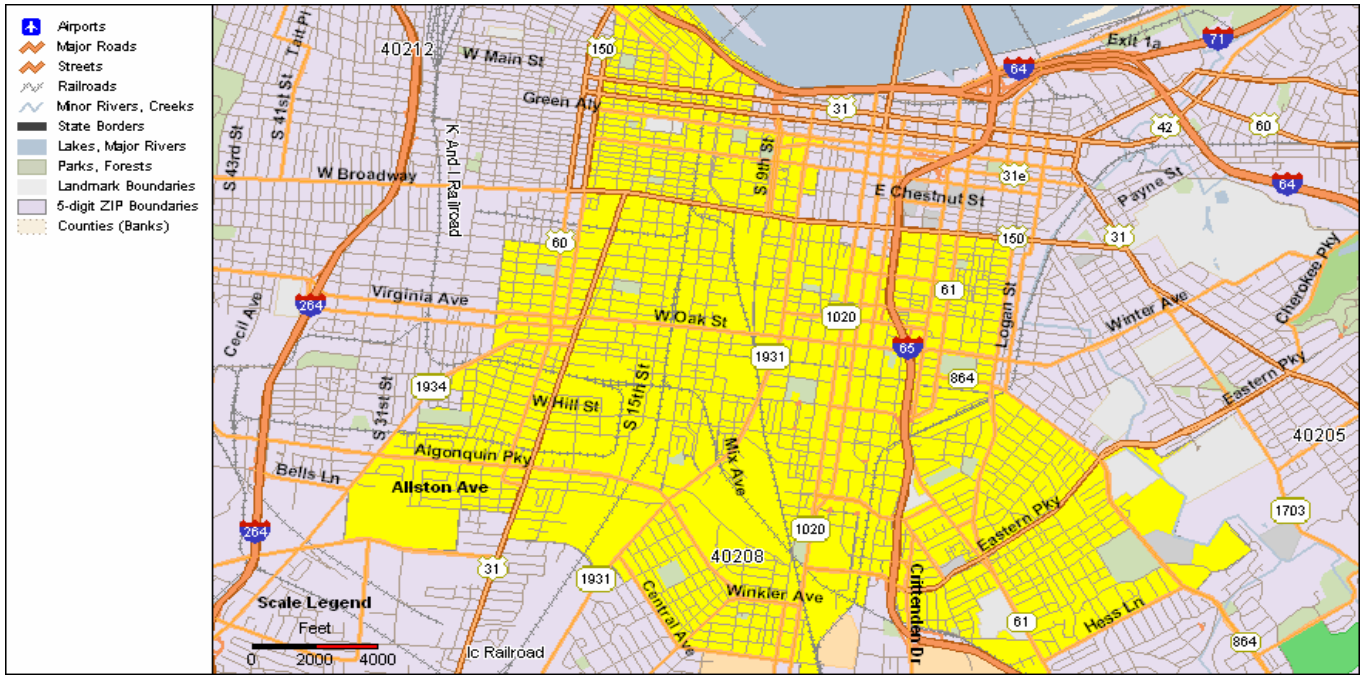 Airports
Major Roads
Streets
Railroads
Minor Rivers, Creeks
State Borders
Lakes, Major Rivers
Parks, Forests
Landmark Boundaries
5-digit ZIP Boundaries
Counties (Banks)
Tait Pl
40212
150
W Main St
Exit 1a
71
64
S 41st St
Green Aly
31
42
60
S 43rd St
K And I Railroad
S 9th St
W Broadway
31e
E Chestnut St
Payne St
64
60
150
31
Cherokee Pky
264
Virginia Ave
61
Logan St
Cecil Ave
W Oak St
1020
Winter Ave
65
1931
1934
864
Eastern Pky
S 31st St
W Hill St
S 15th St
40205
Algonquin Pky
Mix Ave
Bells Ln
Allston Ave
1703
264
1020
Eastern Pky
40208
31
1931
Central Ave
Winkler Ave
Crittenden Dr
Hess Ln
61
864
Scale Legend
Feet
0 2000 4000
Ic Railroad